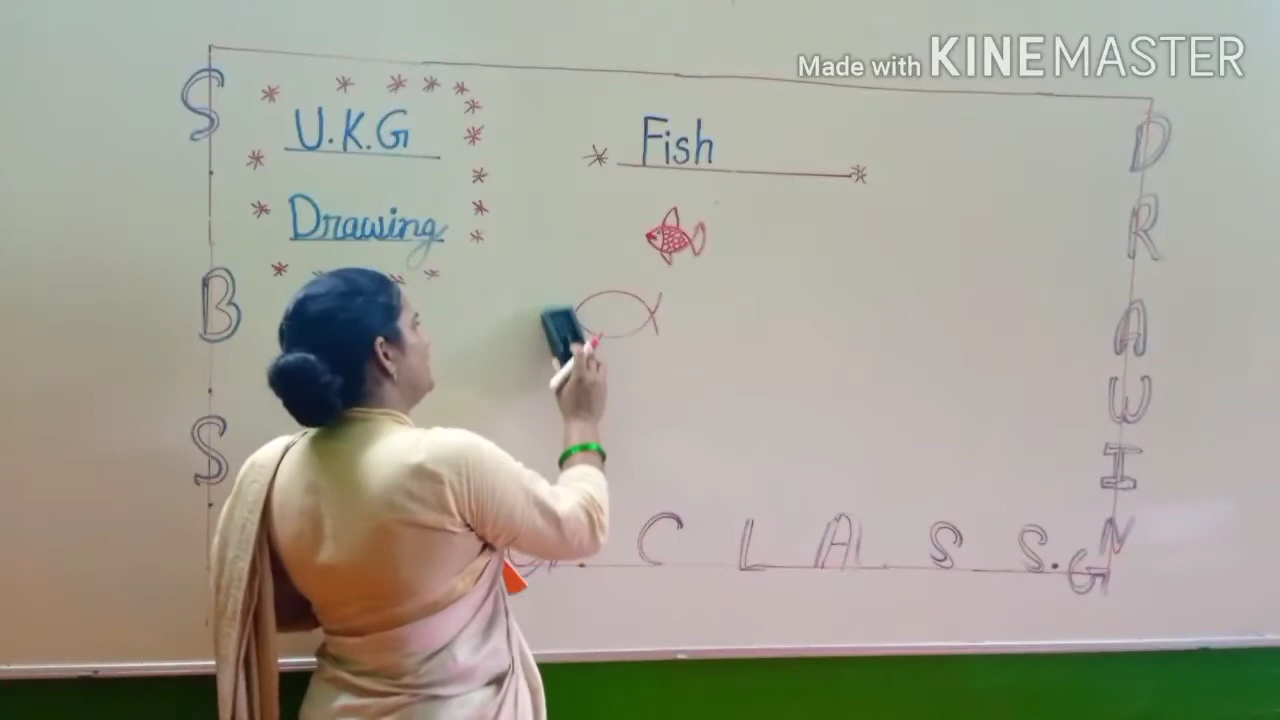 Made with KINEMASTER
U.K.G
Drawing
Fish
S
B
S
D
R
A
W
I
N
G
C L A S S.